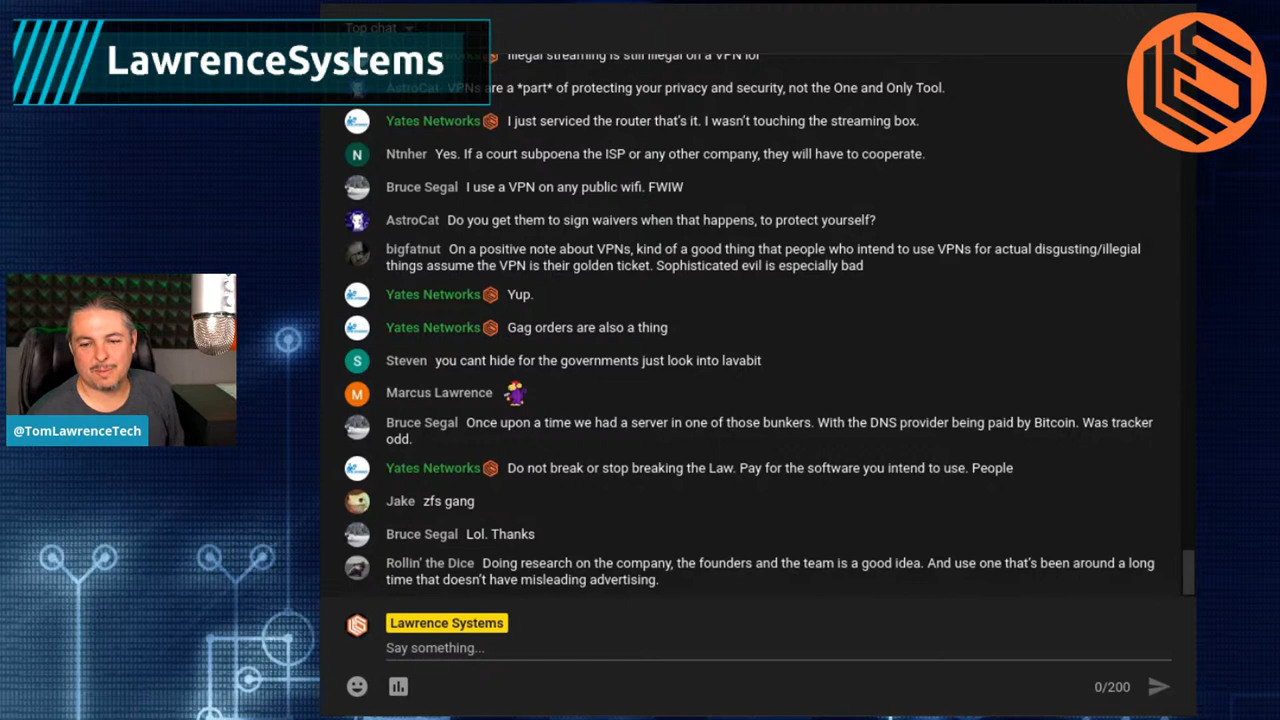 Top chat
LawrenceSystems
Illegal streaming is still illegal on a VPN lol
AstroCat VPNs are a *part* of protecting your privacy and security, not the One and Only Tool.
Yates Networks I just serviced the router that's it. I wasn't touching the streaming box.
N Ntnher Yes. If a court subpoena the ISP or any other company, they will have to cooperate.
Bruce Segal I use a VPN on any public wifi. FWIW
AstroCat Do you get them to sign waivers when that happens, to protect yourself?
bigfatnut On a positive note about VPNs, kind of a good thing that people who intend to use VPNs for actual disgusting/illegial
things assume the VPN is their golden ticket. Sophisticated evil is especially bad
Yates Networks Yup.
Yates Networks Gag orders are also a thing
S Steven you cant hide for the governments just look into lavabit
M Marcus Lawrence
@TomLawrenceTech
Bruce Segal Once upon a time we had a server in one of those bunkers. With the DNS provider being paid by Bitcoin. Was tracker
odd.
Yates Networks Do not break or stop breaking the Law. Pay for the software you intend to use. People
Jake zfs gang
Bruce Segal Lol. Thanks
Rollin' the Dice Doing research on the company, the founders and the team is a good idea. And use one that's been around a long
time that doesn't have misleading advertising.
Lawrence Systems
Say something...
0/200